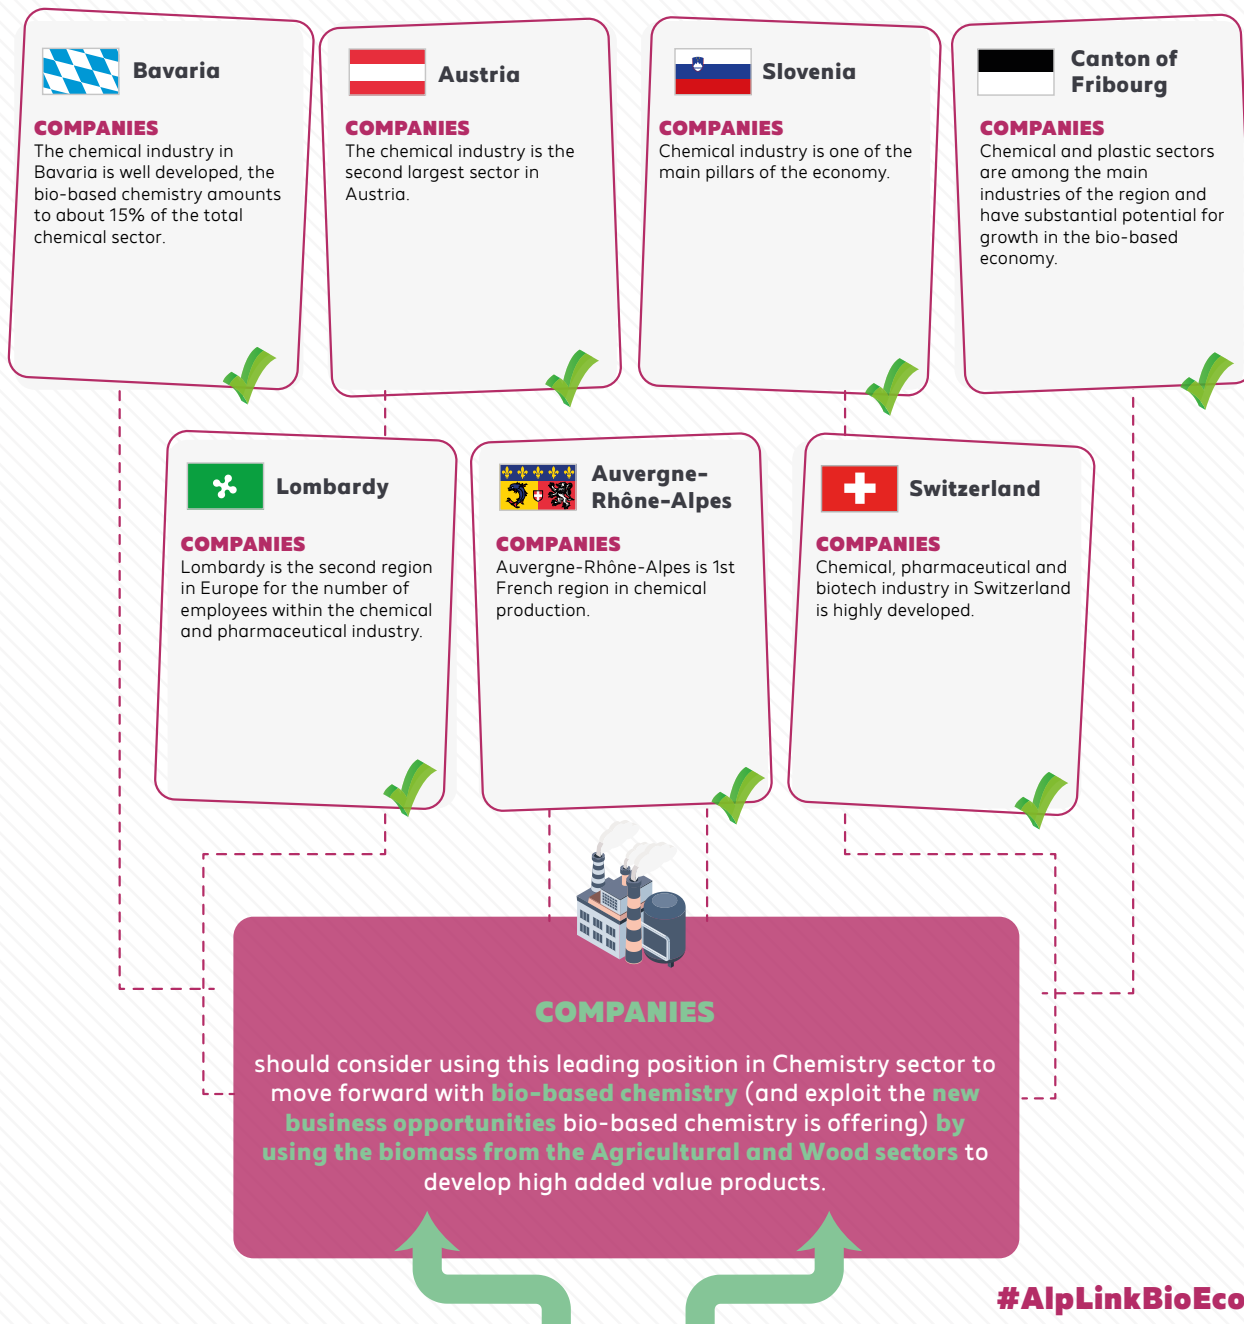 Bavaria
COMPANIES
The chemical industry in
Bavaria is well developed, the
bio-based chemistry amounts
to about 15% of the total
chemical sector.
Austria
COMPANIES
The chemical industry is the
second largest sector in
Austria.
Slovenia
COMPANIES
Chemical industry is one of the
main pillars of the economy.
Canton of
Fribourg
COMPANIES
Chemical and plastic sectors
are among the main
industries of the region and
have substantial potential for
growth in the bio-based
economy.
Lombardy
COMPANIES
Lombardy is the second region
in Europe for the number of
employees within the chemical
and pharmaceutical industry.
Auvergne-
Rhône-Alpes
COMPANIES
Auvergne-Rhône-Alpes is 1st
French region in chemical
production.
Switzerland
COMPANIES
Chemical, pharmaceutical and
biotech industry in Switzerland
is highly developed.
COMPANIES
should consider using this leading position in Chemistry sector to
move forward with bio-based chemistry (and exploit the new
business opportunities bio-based chemistry is offering) by
using the biomass from the Agricultural and Wood sectors to
develop high added value products.
#AlpLinkBioEco